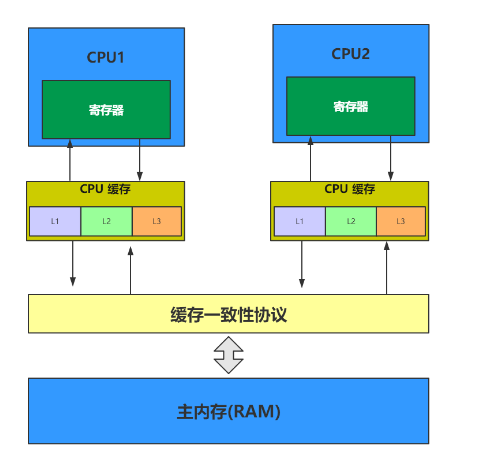 CPU1
CPU2
寄存器
寄存器
CPU 缓存
CPU 缓存
L1
L2
L3
L1
L2
L3
缓存一致性协议
主内存(RAM)